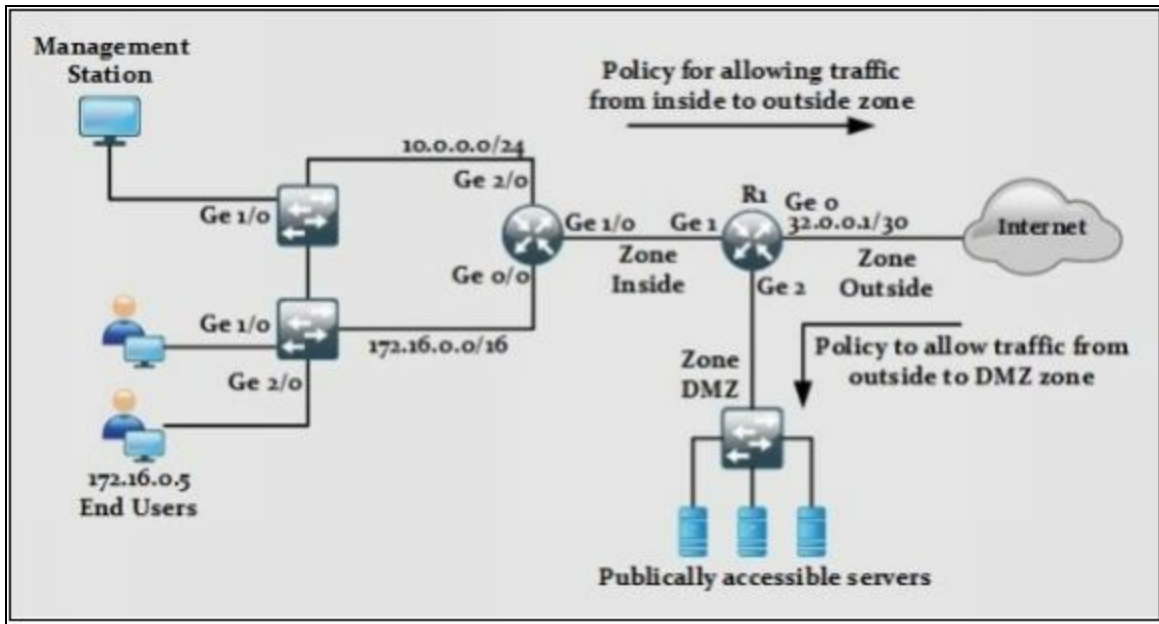 Management
Station
Policy for allowing traffic
from inside to outside zone
10.0.0.0/24
Ge 2/0
Ge 1/0
R1
Ge 0
32.0.0.1/30
Ge 1/0
Ge 1
Internet
Zone
Inside
Zone
Outside
Ge 0/0
Ge 2
Ge 1/0
172.16.0.0/16
Ge 2/0
Zone
DMZ
Policy to allow traffic from
outside to DMZ zone
172.16.0.5
End Users
Publically accessible servers